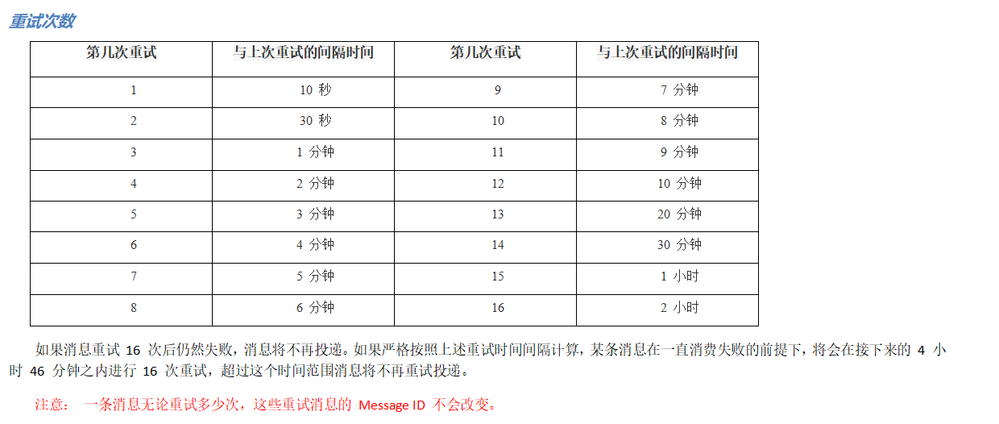 重试次数
第几次重试 与上次重试的间隔时间 第几次重试 与上次重试的间隔时间
1 10 秒 9 7 分钟
2 30 秒 10 8 分钟
3 1 分钟 11 9 分钟
4 2 分钟 12 10 分钟
5 3 分钟 13 20 分钟
6 4 分钟 14 30 分钟
7 5 分钟 15 1 小时
8 6 分钟 16 2 小时
如果消息重试 16 次后仍然失败，消息将不再投递。如果严格按照上述重试时间间隔计算，某条消息在一直消费失败的前提下，将会在接下来的 4 小
时 46 分钟之内进行 16 次重试，超过这个时间范围消息将不再重试投递。
注意： 一条消息无论重试多少次，这些重试消息的 Message ID 不会改变。